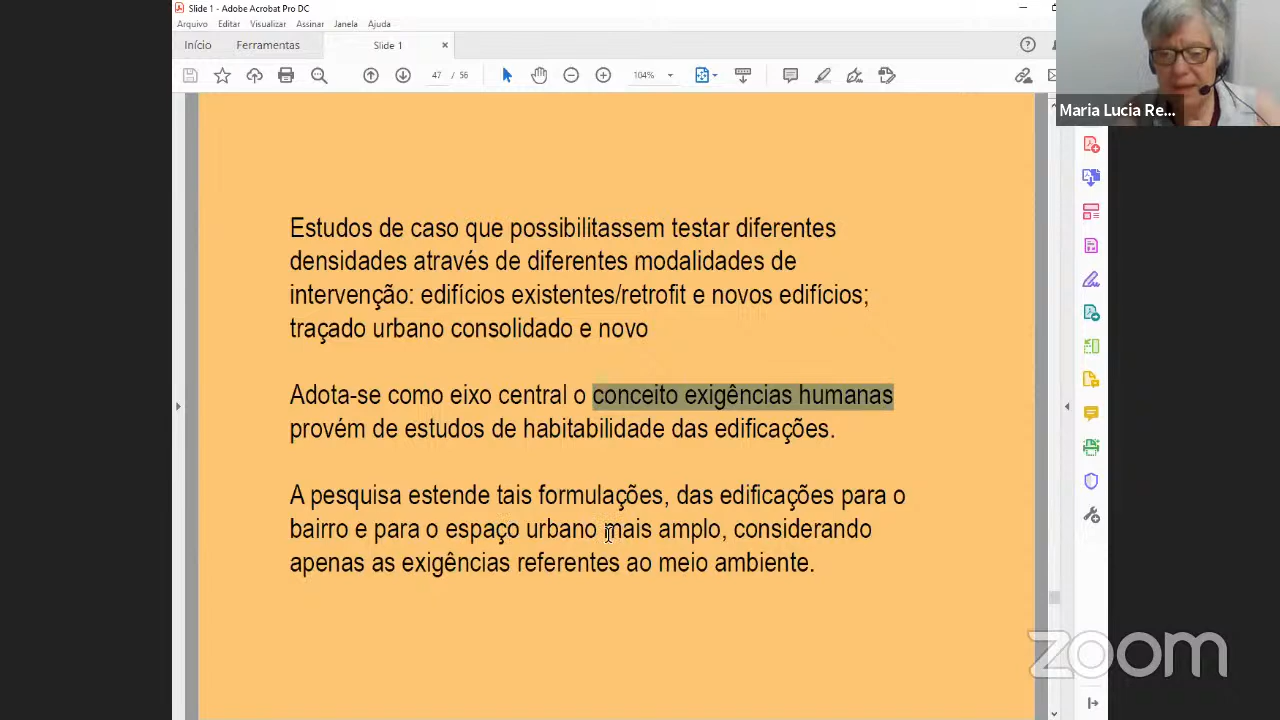 Slide 1 - Adobe Acrobat Pro DC
Arquivo Editar Visualizar Assinar Janela Ajuda
Início Ferramentas Slide 1
47 / 56 104%
Maria Lucia Re...
Estudos de caso que possibilitassem testar diferentes
densidades através de diferentes modalidades de
intervenção: edifícios existentes/retrofit e novos edifícios;
traçado urbano consolidado e novo
Adota-se como eixo central o conceito exigências humanas
provém de estudos de habitabilidade das edificações.
A pesquisa estende tais formulações, das edificações para o
bairro e para o espaço urbano mais amplo, considerando
apenas as exigências referentes ao meio ambiente.
zoom